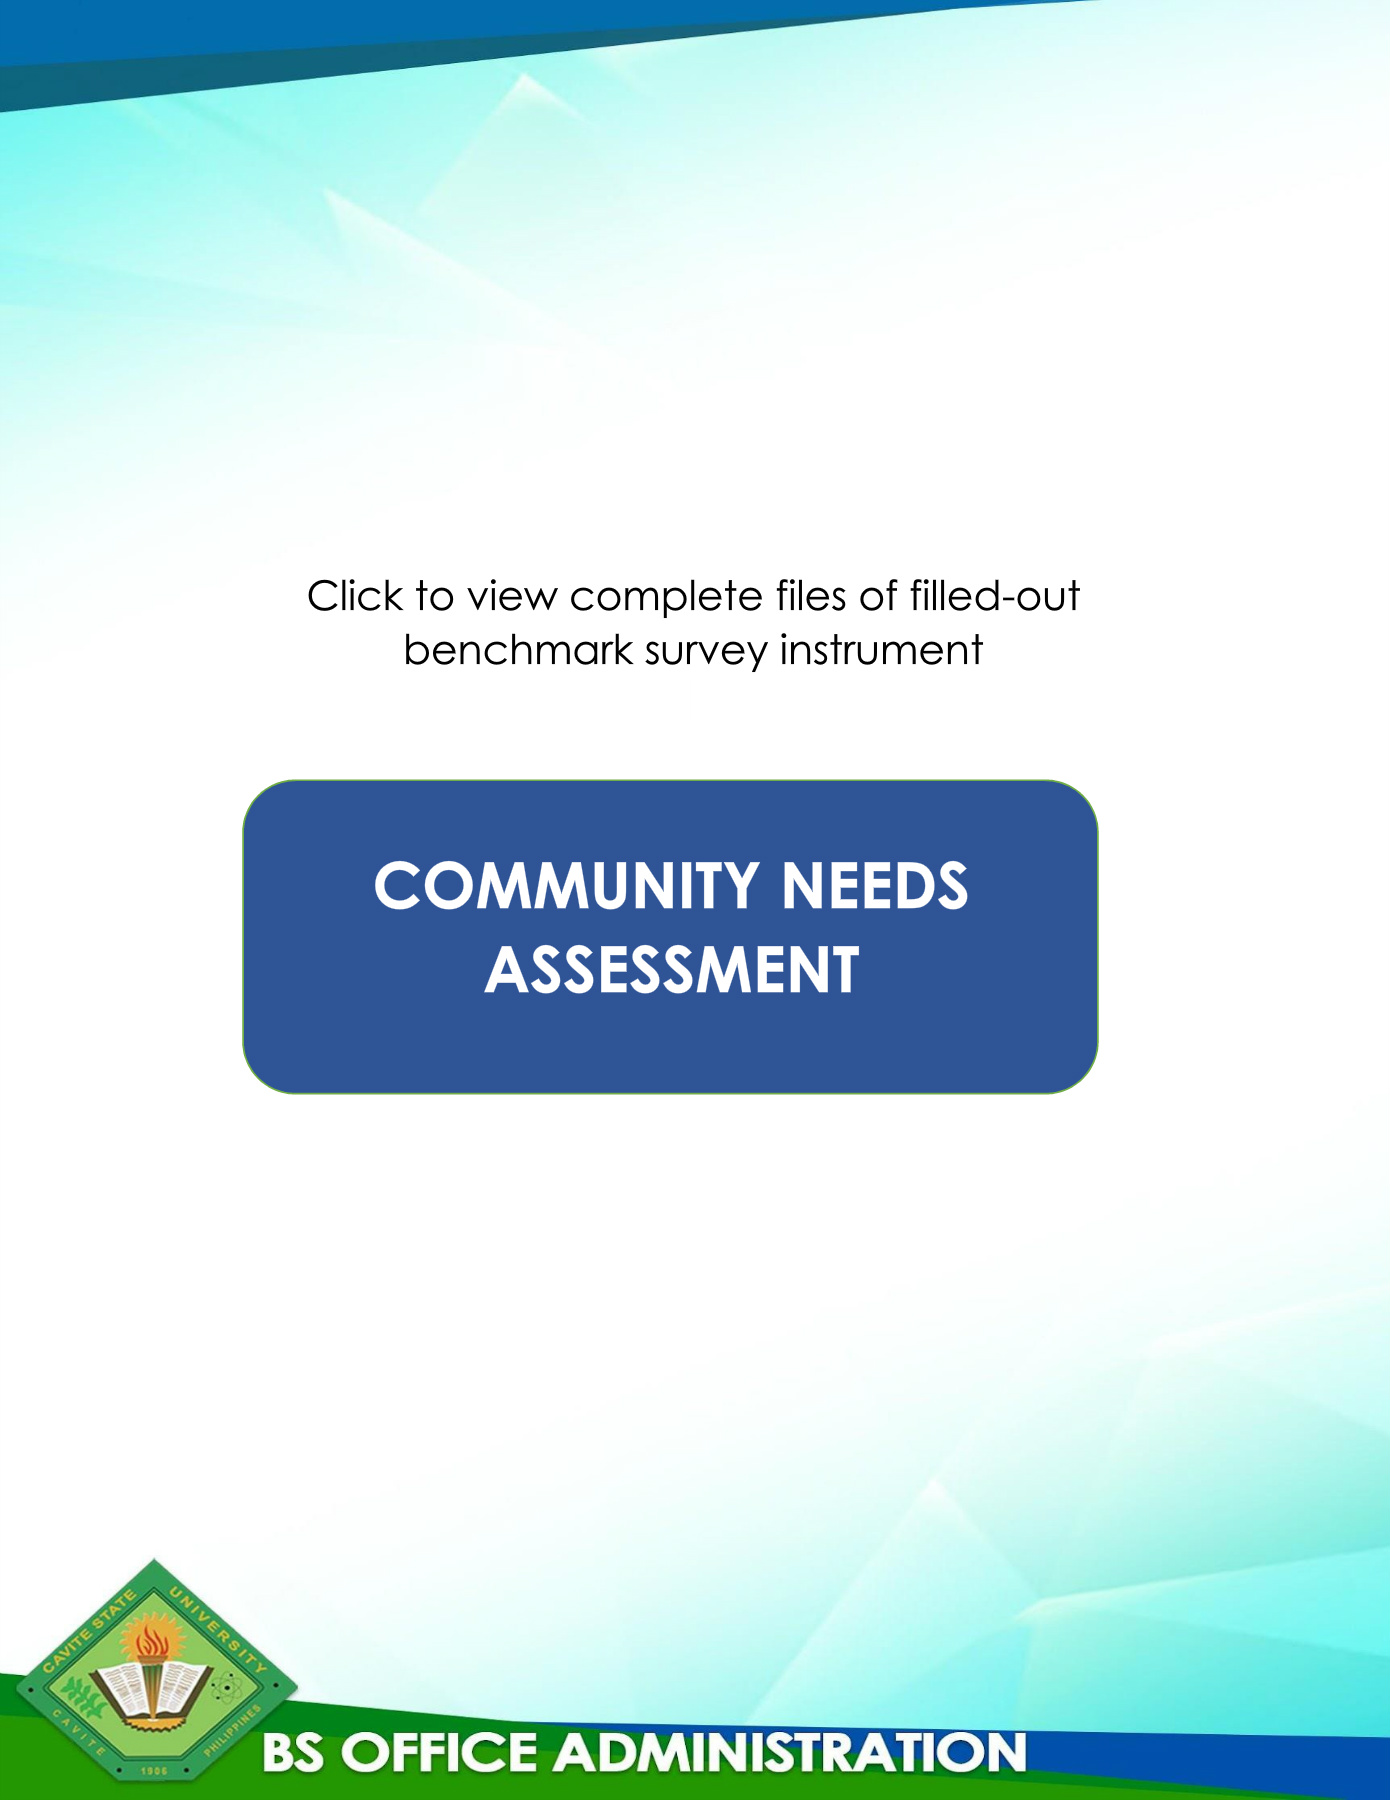 Click to view complete files of filled-out
benchmark survey instrument
COMMUNITY NEEDS
ASSESSMENT
CAVITE STATE UNIVERSITY
CAVITE
1906
PHILIPPINES
BS OFFICE ADMINISTRATION